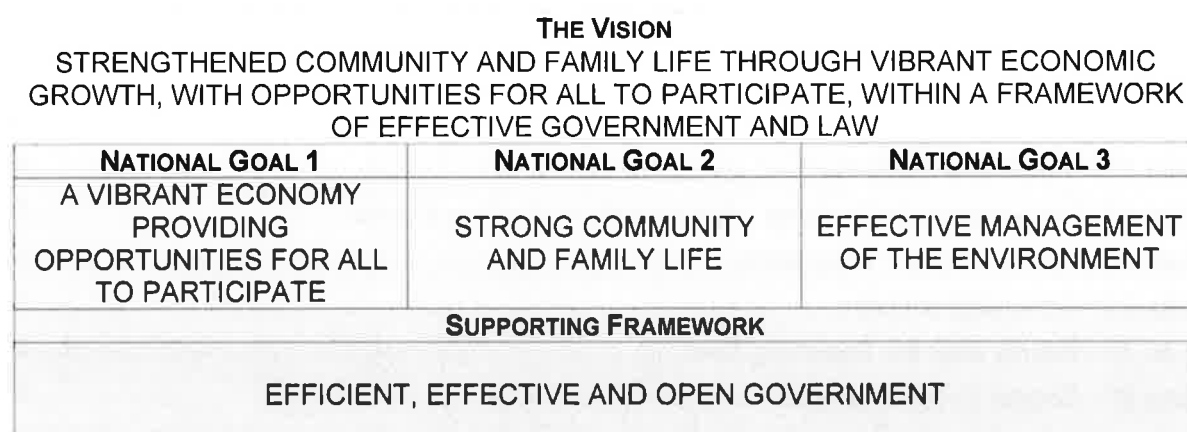 THE VISION
STRENGTHENED COMMUNITY AND FAMILY LIFE THROUGH VIBRANT ECONOMIC
GROWTH, WITH OPPORTUNITIES FOR ALL TO PARTICIPATE, WITHIN A FRAMEWORK
OF EFFECTIVE GOVERNMENT AND LAW
NATIONAL GOAL 1
A VIBRANT ECONOMY
PROVIDING
OPPORTUNITIES FOR ALL
TO PARTICIPATE
NATIONAL GOAL 2
STRONG COMMUNITY
AND FAMILY LIFE
NATIONAL GOAL 3
EFFECTIVE MANAGEMENT
OF THE ENVIRONMENT
SUPPORTING FRAMEWORK
EFFICIENT, EFFECTIVE AND OPEN GOVERNMENT